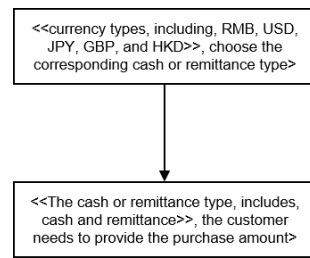 <<currency types, including, RMB, USD,
JPY, GBP, and HKD>>, choose the
corresponding cash or remittance type>
<<The cash or remittance type, includes,
cash and remittance>>, the customer
needs to provide the purchase amount>